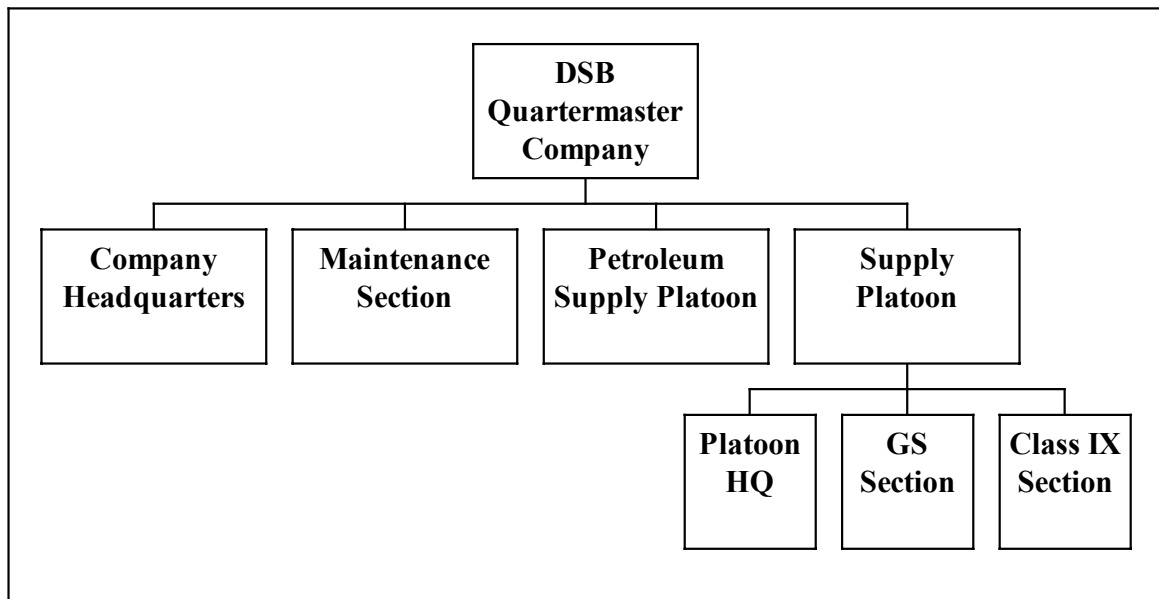 DSB
Quartermaster
Company
Company
Headquarters
Maintenance
Section
Petroleum
Supply Platoon
Supply
Platoon
Platoon
HQ
GS
Section
Class IX
Section